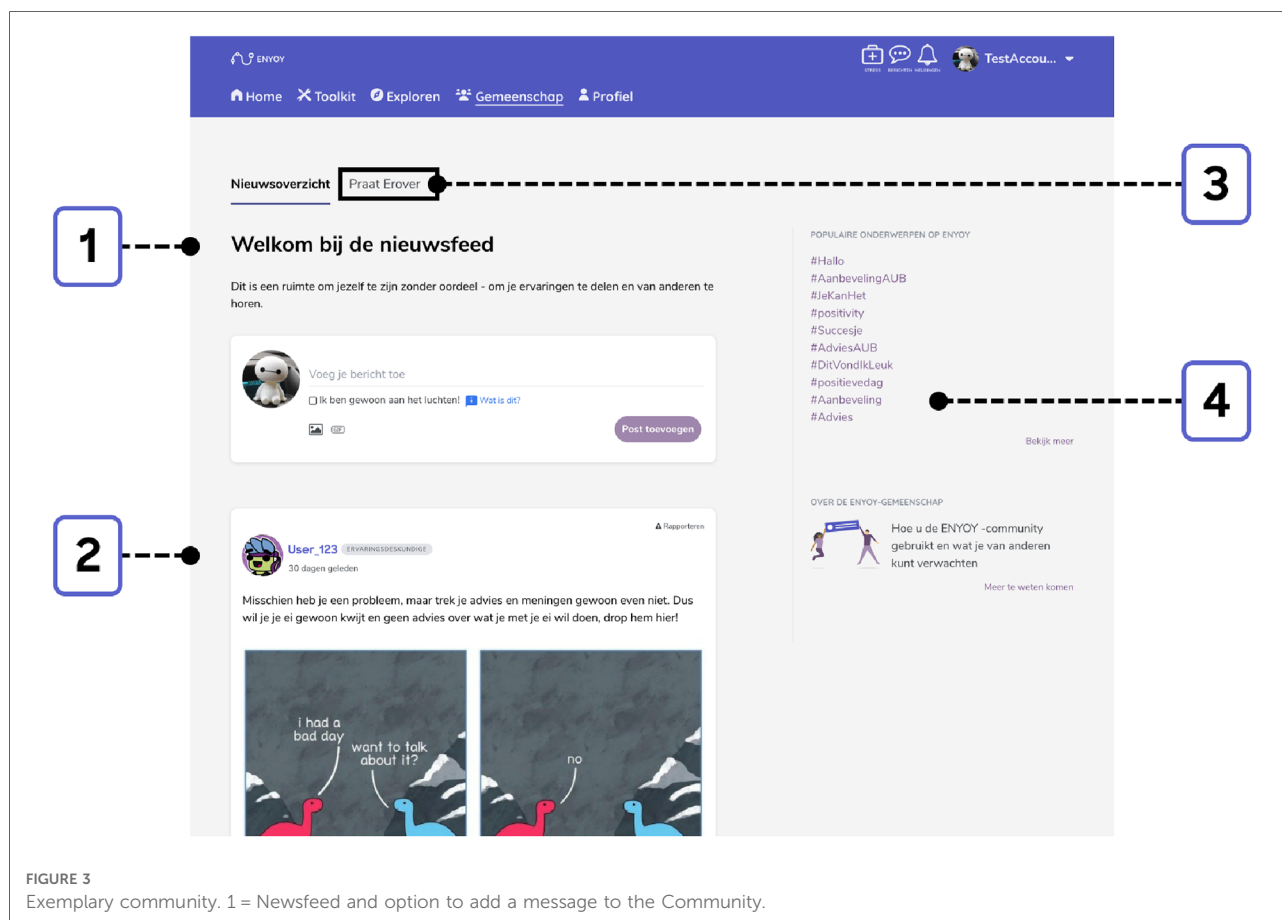 ENYOY
STRESS BERICHTEN MELDINGEN
TestAccou...
Home Toolkit Exploren Gemeenschap Profiel
Nieuwsoverzicht Praat Erover
3
1
Welkom bij de nieuwsfeed
Dit is een ruimte om jezelf te zijn zonder oordeel - om je ervaringen te delen en van anderen te
horen.
Voeg je bericht toe
Ik ben gewoon aan het luchten! Wat is dit?
GIF
Post toevoegen
POPULAIRE ONDERWERPEN OP ENYOY
#Hallo
#AanbevelingAUB
#JeKanHet
#positivity
#Succesje
#AdviesAUB
#DitVondIkLeuk
#positievedag
#Aanbeveling
#Advies
4
Bekijk meer
OVER DE ENYOY-GEMEENSCHAP
Hoe u de ENYOY -community
gebruikt en wat je van anderen
kunt verwachten
Meer te weten komen
2
Rapporteren
User_123 ERVARINGSDESKUNDIGE
30 dagen geleden
Misschien heb je een probleem, maar trek je advies en meningen gewoon even niet. Dus
wil je je ei gewoon kwijt en geen advies over wat je met je ei wil doen, drop hem hier!
i had a
bad day
want to talk
about it?
no
FIGURE 3
Exemplary community. 1 = Newsfeed and option to add a message to the Community.